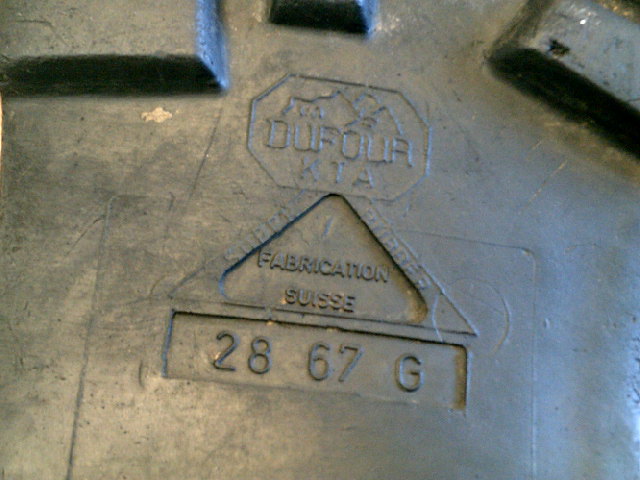 DUFOUR
KTA
FABRICATION
SUISSE
28 67 G